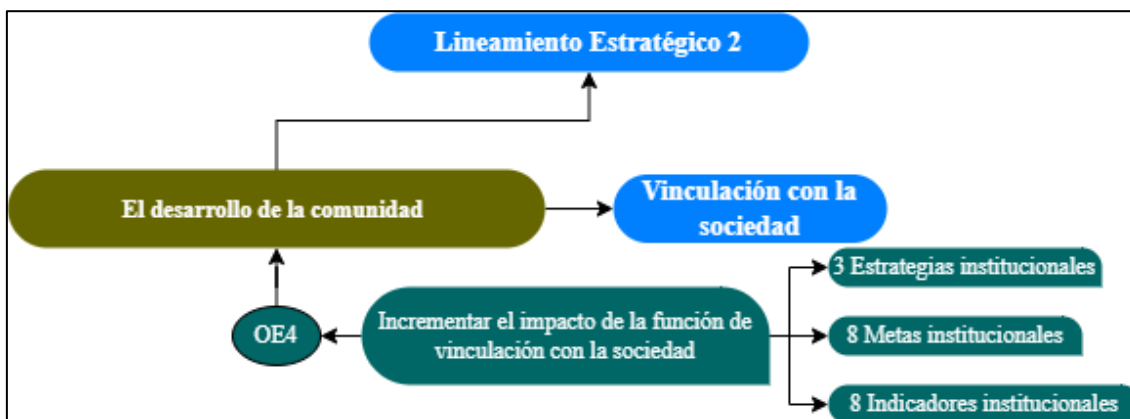 Lineamiento Estratégico 2
El desarrollo de la comunidad
Vinculación con la
sociedad
OE4
Incrementar el impacto de la función de
vinculación con la sociedad
3 Estrategias institucionales
8 Metas institucionales
8 Indicadores institucionales